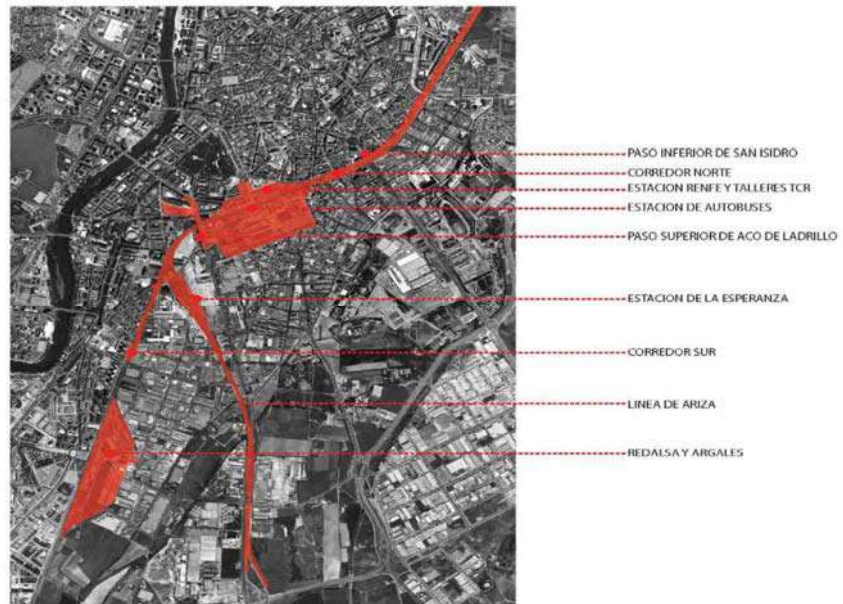 PASO INFERIOR DE SAN ISIDRO
CORREDOR NORTE
ESTACION RENFE Y TALLERES TCR
ESTACION DE AUTOBUSES
PASO SUPERIOR DE ACO DE LADRILLO
ESTACION DE LA ESPERANZA
CORREDOR SUR
LINEA DE ARIZA
REDALSA Y ARGALES